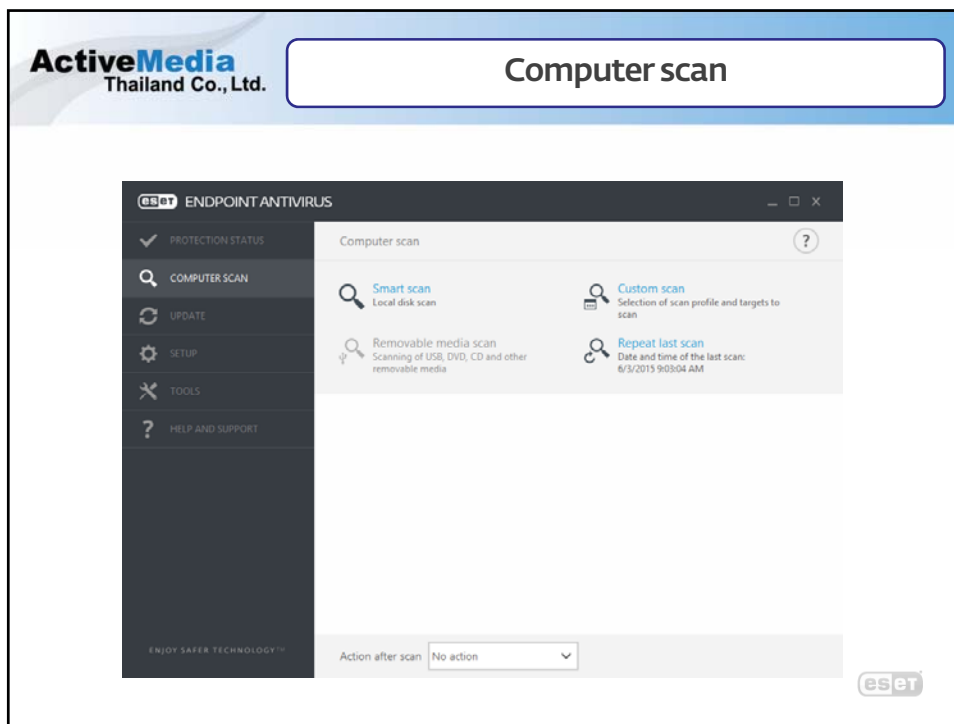 ActiveMedia
Thailand Co., Ltd.
Computer scan
eset ENDPOINT ANTIVIRUS
PROTECTION STATUS
COMPUTER SCAN
UPDATE
SETUP
TOOLS
HELP AND SUPPORT
ENJOY SAFER TECHNOLOGY™
Computer scan
?
Smart scan
Local disk scan
Custom scan
Selection of scan profile and targets to
scan
Removable media scan
Scanning of USB, DVD, CD and other
removable media
Repeat last scan
Date and time of the last scan:
6/3/2015 9:03:04 AM
Action after scan No action
eset